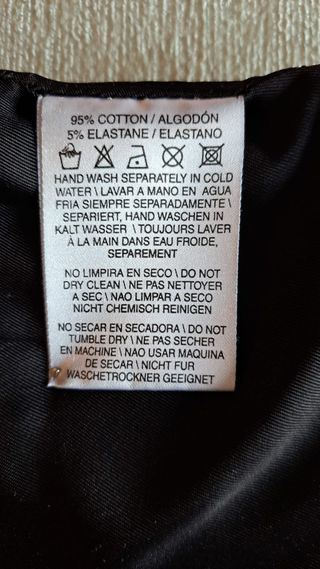 95% COTTON / ALGODÓN
5% ELASTANE / ELASTANO
HAND WASH SEPARATELY IN COLD
WATER \ LAVAR A MANO EN AGUA
FRIA SIEMPRE SEPARADAMENTE \
SEPARIERT, HAND WASCHEN IN
KALT WASSER \ TOUJOURS LAVER
À LA MAIN DANS EAU FROIDE,
SEPAREMENT
NO LIMPIRA EN SECO \ DO NOT
DRY CLEAN \ NE PAS NETTOYER
A SEC \ NAO LIMPAR A SECO
NICHT CHEMISCH REINIGEN
NO SECAR EN SECADORA \ DO NOT
TUMBLE DRY \ NE PAS SECHER
EN MACHINE \ NAO USAR MAQUINA
DE SECAR \ NICHT FUR
WASCHETROCKNER GEEIGNET